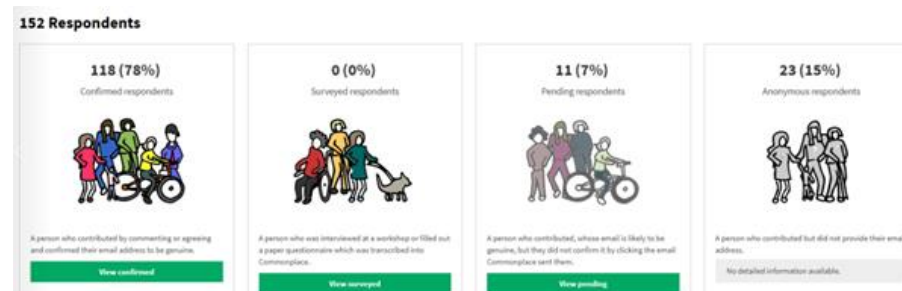 152 Respondents
118 (78%)
Confirmed respondents
A person who contributed by commenting or agreeing
and confirmed their email address to be genuine.
View confirmed
0 (0%)
Surveyed respondents
A person who was interviewed at a workshop or filled out
a paper questionnaire which was transcribed into
Commonplace.
View surveyed
11 (7%)
Pending respondents
A person who contributed, whose email is likely to be
genuine, but they did not confirm it by clicking the email
Commonplace sent them.
View pending
23 (15%)
Anonymous respondents
A person who contributed but did not provide their ema
address.
No detailed information available.